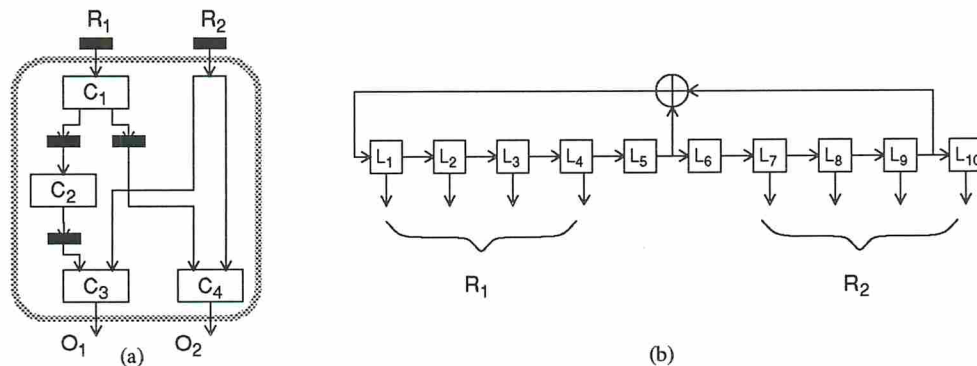 R₁ R₂
C₁
C₂
C₃ C₄
O₁ O₂
(a)
L₁ L₂ L₃ L₄ L₅ L₆ L₇ L₈ L₉ L₁₀
R₁ R₂
(b)